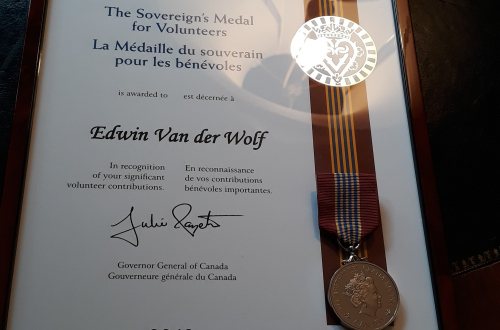 The Sovereign's Medal
for Volunteers
La Médaille du souverain
pour les bénévoles
is awarded to est décernée à
Edwin Van der Wolf
In recognition
of your significant
volunteer contributions.
En reconnaissance
de vos contributions
bénévoles importantes.
Julie Payette
Governor General of Canada
Gouverneure générale du Canada